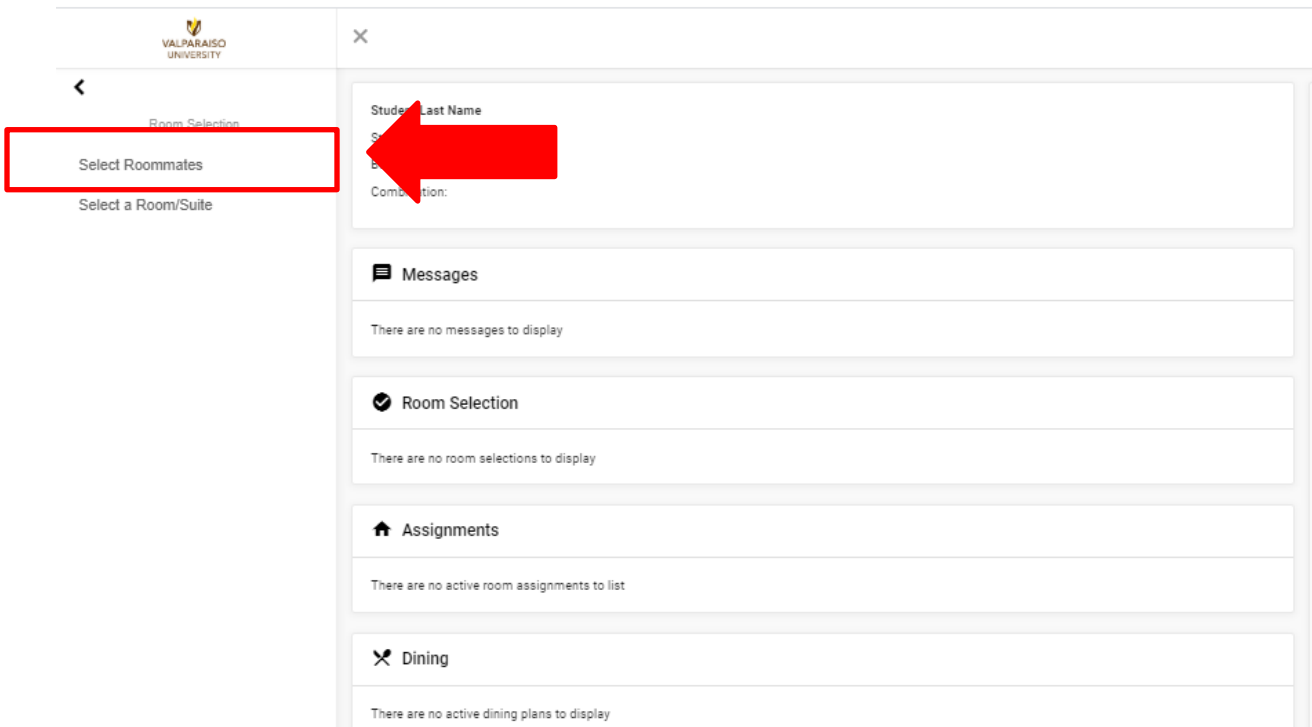 VALPARAISO
UNIVERSITY
Room Selection
Select Roommates
Select a Room/Suite
Last Name
Messages
There are no messages to display
Room Selection
There are no room selections to display
Assignments
There are no active room assignments to list
Dining
There are no active dining plans to display